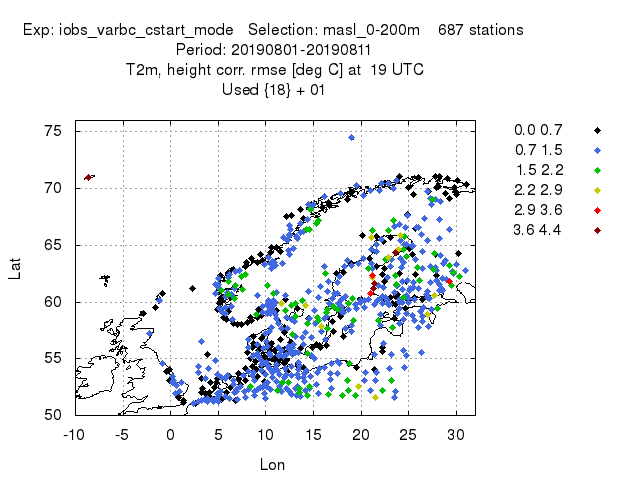 Exp: iobs_varbc_cstart_mode Selection: masl_0-200m 687 stations
Period: 20190801-20190811
T2m, height corr. rmse [deg C] at 19 UTC
Used {18} + 01
75
70
65
60
55
50
-10 -5 0 5 10 15 20 25 30
Lat
Lon
0.0 0.7
0.7 1.5
1.5 2.2
2.2 2.9
2.9 3.6
3.6 4.4